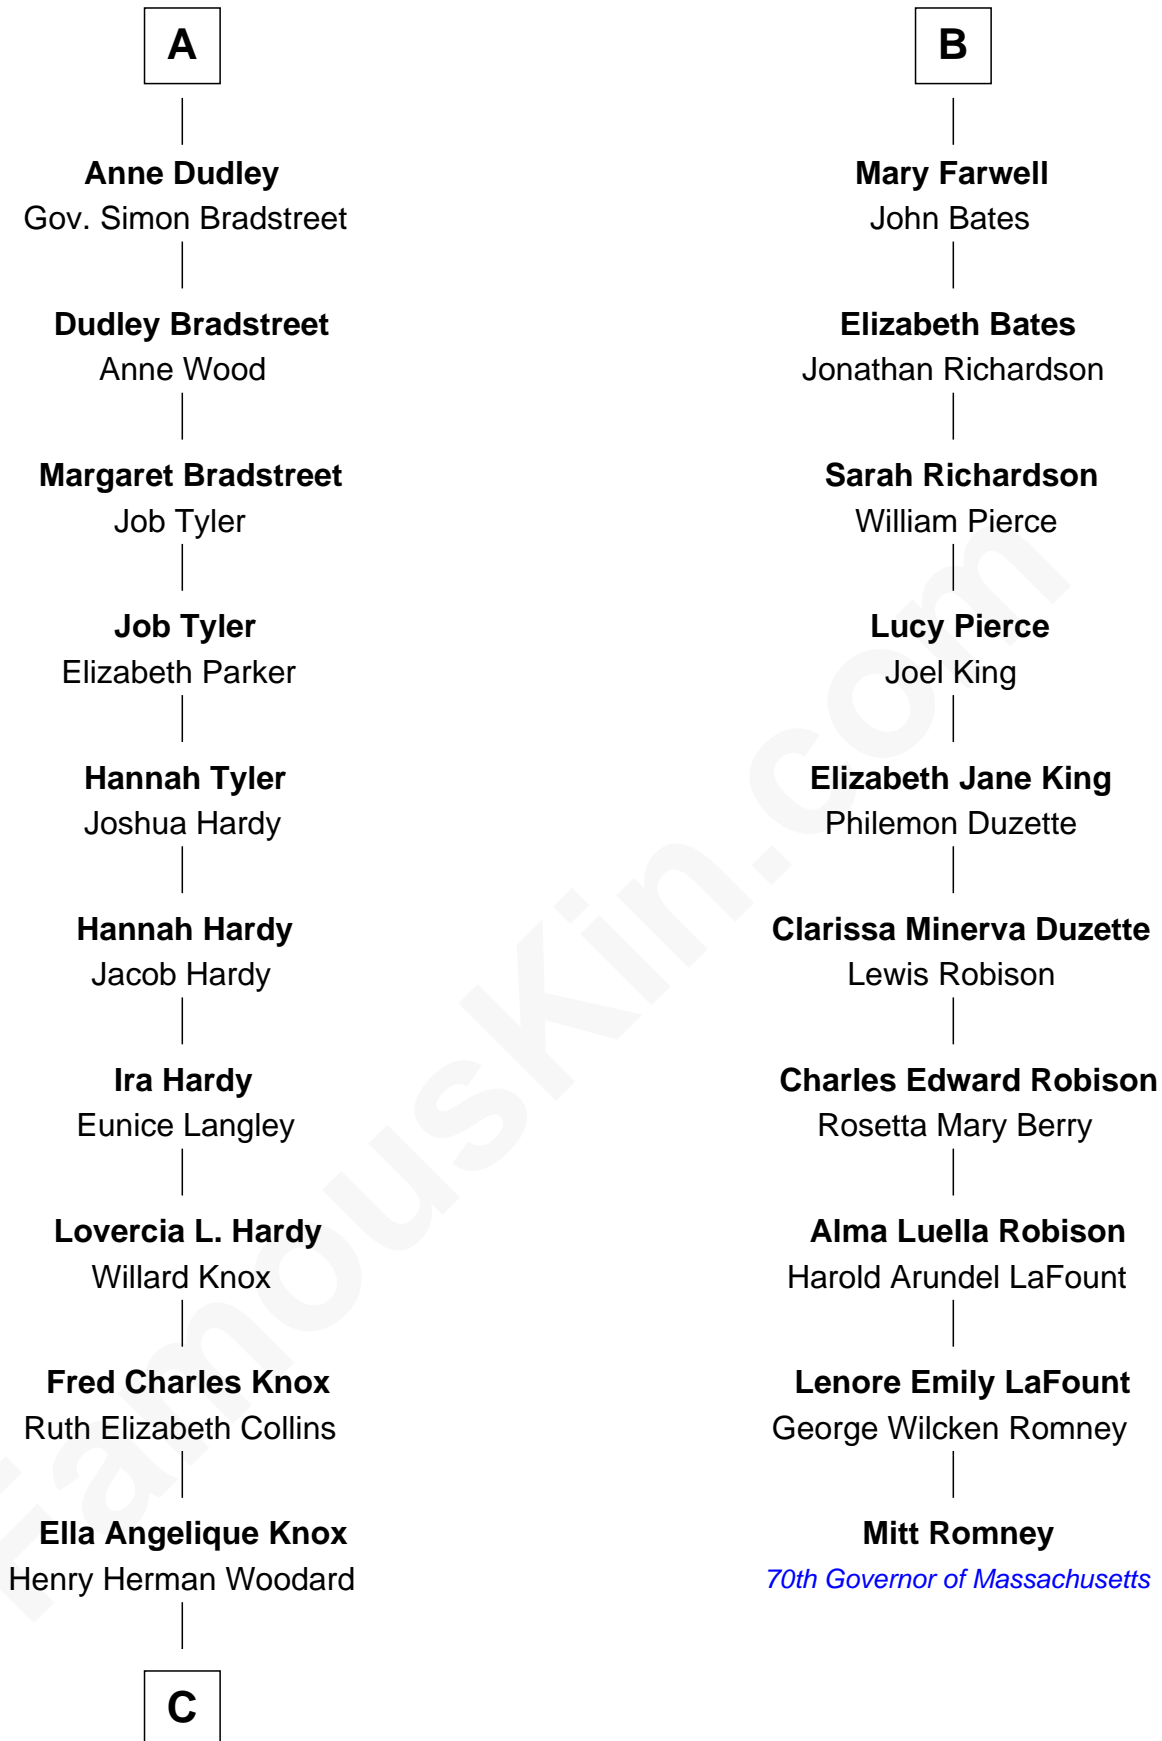 A
Anne Dudley
Gov. Simon Bradstreet
Dudley Bradstreet
Anne Wood
Margaret Bradstreet
Job Tyler
Job Tyler
Elizabeth Parker
Hannah Tyler
Joshua Hardy
Hannah Hardy
Jacob Hardy
Ira Hardy
Eunice Langley
Lovercia L. Hardy
Willard Knox
Fred Charles Knox
Ruth Elizabeth Collins
Ella Angelique Knox
Henry Herman Woodard
C
B
Mary Farwell
John Bates
Elizabeth Bates
Jonathan Richardson
Sarah Richardson
William Pierce
Lucy Pierce
Joel King
Elizabeth Jane King
Philemon Duzette
Clarissa Minerva Duzette
Lewis Robison
Charles Edward Robison
Rosetta Mary Berry
Alma Luella Robison
Harold Arundel LaFount
Lenore Emily LaFount
George Wilcken Romney
Mitt Romney
70th Governor of Massachusetts
FamousKin.com